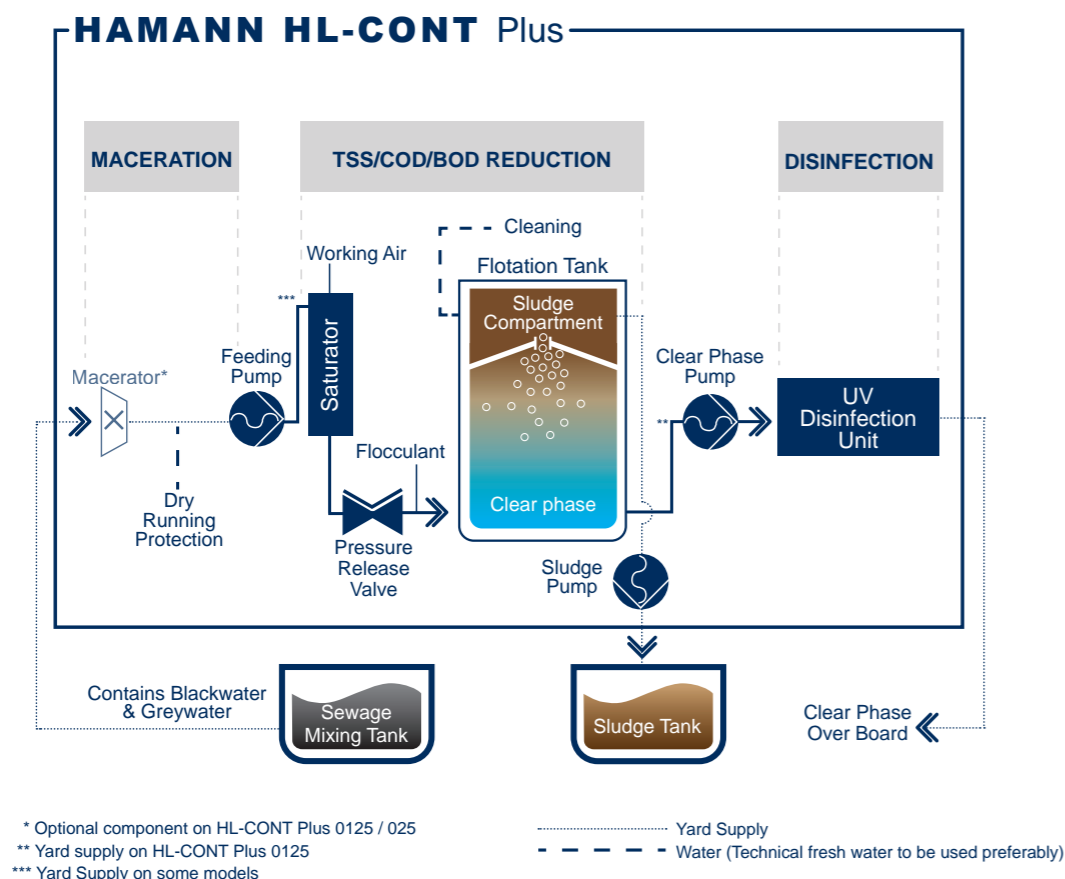 HAMANN HL-CONT Plus
MACERATION
TSS/COD/BOD REDUCTION
DISINFECTION
Cleaning
Working Air
Flotation Tank
***
Sludge
Compartment
Saturator
Feeding
Pump
Clear Phase
Pump
Macerator*
UV
Disinfection
Unit
**
Flocculant
Dry
Running
Protection
Clear phase
Pressure
Release
Valve
Sludge
Pump
Contains Blackwater
& Greywater
Sewage
Mixing Tank
Sludge Tank
Clear Phase
Over Board
* Optional component on HL-CONT Plus 0125 / 025
** Yard supply on HL-CONT Plus 0125
*** Yard Supply on some models
Yard Supply
Water (Technical fresh water to be used preferably)